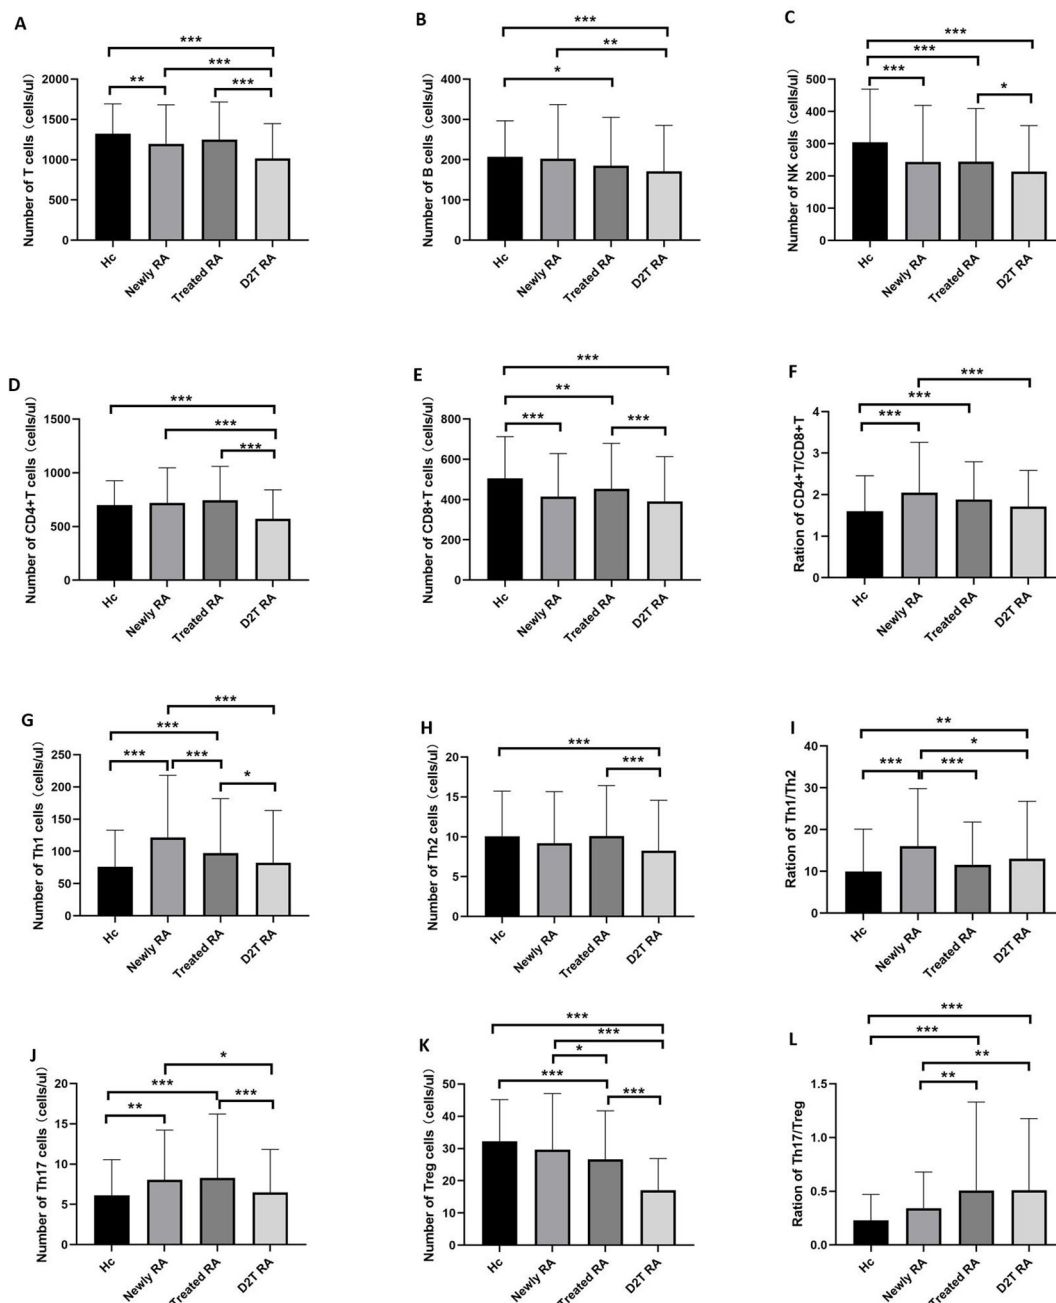 A
***
***
** ***
Number of T cells (cells/ul)
2000
1500
1000
500
0
Hc
Newly RA
Treated RA
D2T RA
B
***
**
*
Number of B cells (cells/ul)
400
300
200
100
0
Hc
Newly RA
Treated RA
D2T RA
C
***
***
***
*
Number of NK cells (cells/ul)
500
400
300
200
100
0
Hc
Newly RA
Treated RA
D2T RA
D
***
***
***
Number of CD4+T cells (cells/ul)
1500
1000
500
0
Hc
Newly RA
Treated RA
D2T RA
E
***
**
*** ***
Number of CD8+T cells (cells/ul)
800
600
400
200
0
Hc
Newly RA
Treated RA
D2T RA
F
***
***
***
Ration of CD4+T/CD8+T
4
3
2
1
0
Hc
Newly RA
Treated RA
D2T RA
G
***
***
*** ***
*
Number of Th1 cells (cells/ul)
250
200
150
100
50
0
Hc
Newly RA
Treated RA
D2T RA
H
***
***
Number of Th2 cells (cells/ul)
20
15
10
5
0
Hc
Newly RA
Treated RA
D2T RA
I
**
*
*** ***
Ration of Th1/Th2
40
30
20
10
0
Hc
Newly RA
Treated RA
D2T RA
J
*
***
** ***
Number of Th17 cells (cells/ul)
20
15
10
5
0
Hc
Newly RA
Treated RA
D2T RA
K
***
***
*
***
***
Number of Treg cells (cells/ul)
50
40
30
20
10
0
Hc
Newly RA
Treated RA
D2T RA
L
***
***
**
**
Ration of Th17/Treg
1.5
1.0
0.5
0.0
Hc
Newly RA
Treated RA
D2T RA